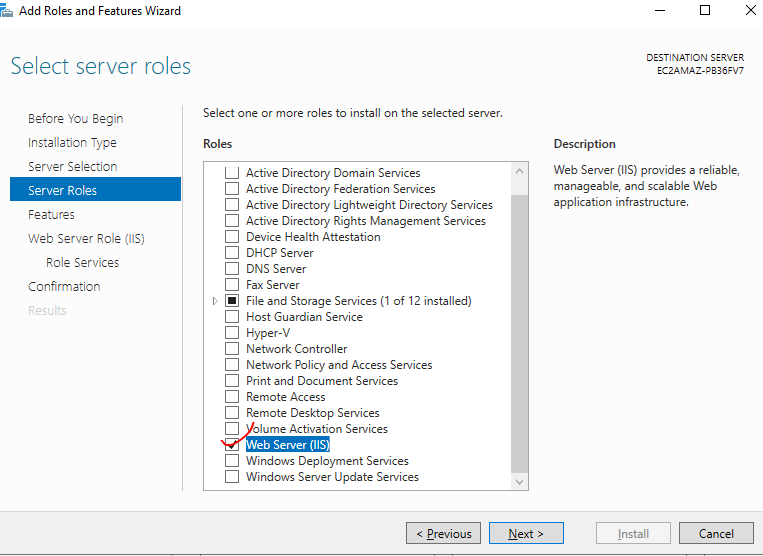 Add Roles and Features Wizard
Select server roles
DESTINATION SERVER
EC2AMAZ-PB36FV7
Before You Begin
Installation Type
Server Selection
Server Roles
Features
Web Server Role (IIS)
Role Services
Confirmation
Results
Select one or more roles to install on the selected server.
Roles
Active Directory Domain Services
Active Directory Federation Services
Active Directory Lightweight Directory Services
Active Directory Rights Management Services
Device Health Attestation
DHCP Server
DNS Server
Fax Server
File and Storage Services (1 of 12 installed)
Host Guardian Service
Hyper-V
Network Controller
Network Policy and Access Services
Print and Document Services
Remote Access
Remote Desktop Services
Volume Activation Services
Web Server (IIS)
Windows Deployment Services
Windows Server Update Services
Description
Web Server (IIS) provides a reliable,
manageable, and scalable Web
application infrastructure.
< Previous
Next >
Install
Cancel